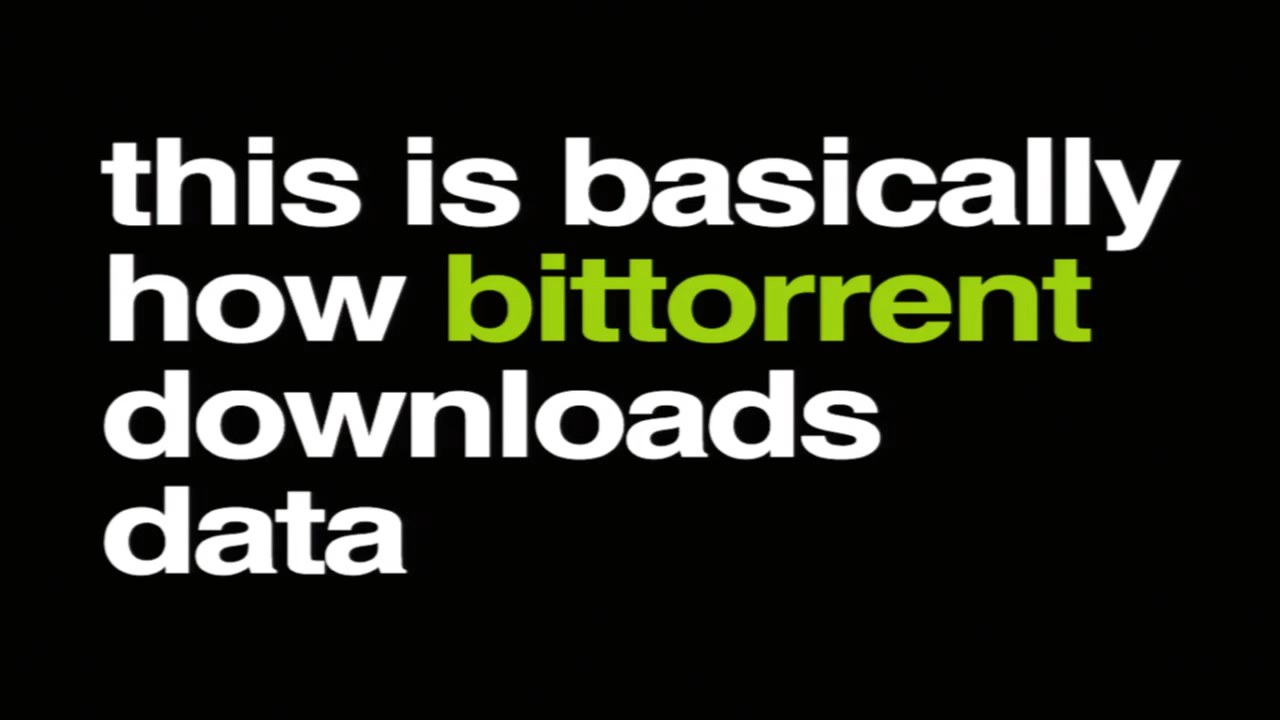 this is basically
how bittorrent
downloads
data